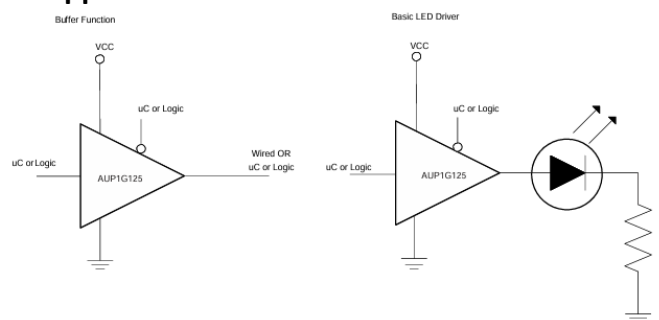 Buffer Function
VCC
uC or Logic
uC or Logic
AUP1G125
Wired OR
uC or Logic
Basic LED Driver
VCC
uC or Logic
uC or Logic
AUP1G125